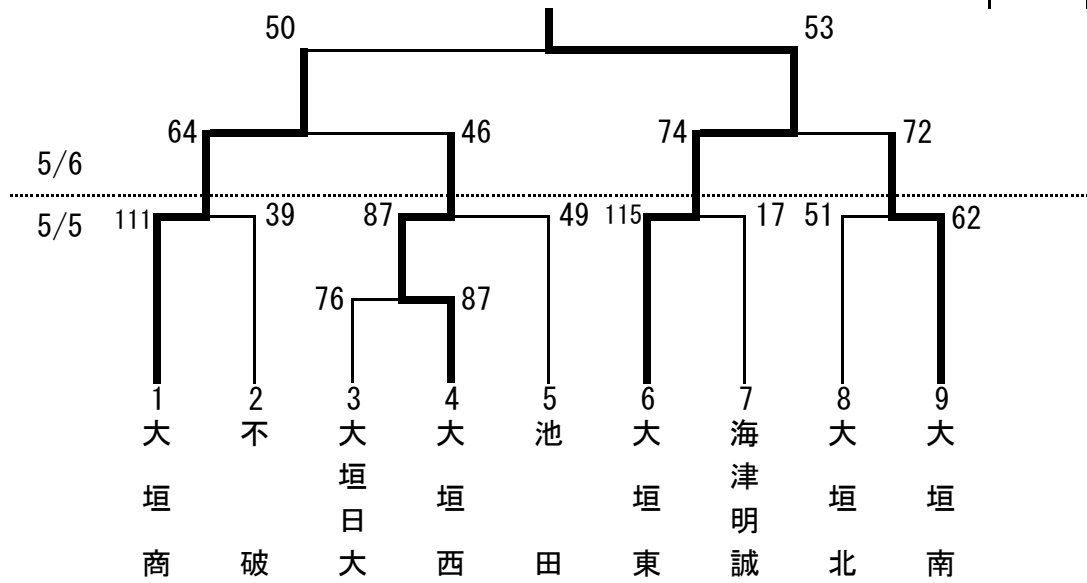 50 53
64 46 74 72
5/6
5/5 111 39 87 49 115 17 51 62
76 87
1 2 3 4 5 6 7 8 9
大垣商
不破
大垣日大
大垣西
池田
大垣東
海津明誠
大垣北
大垣南